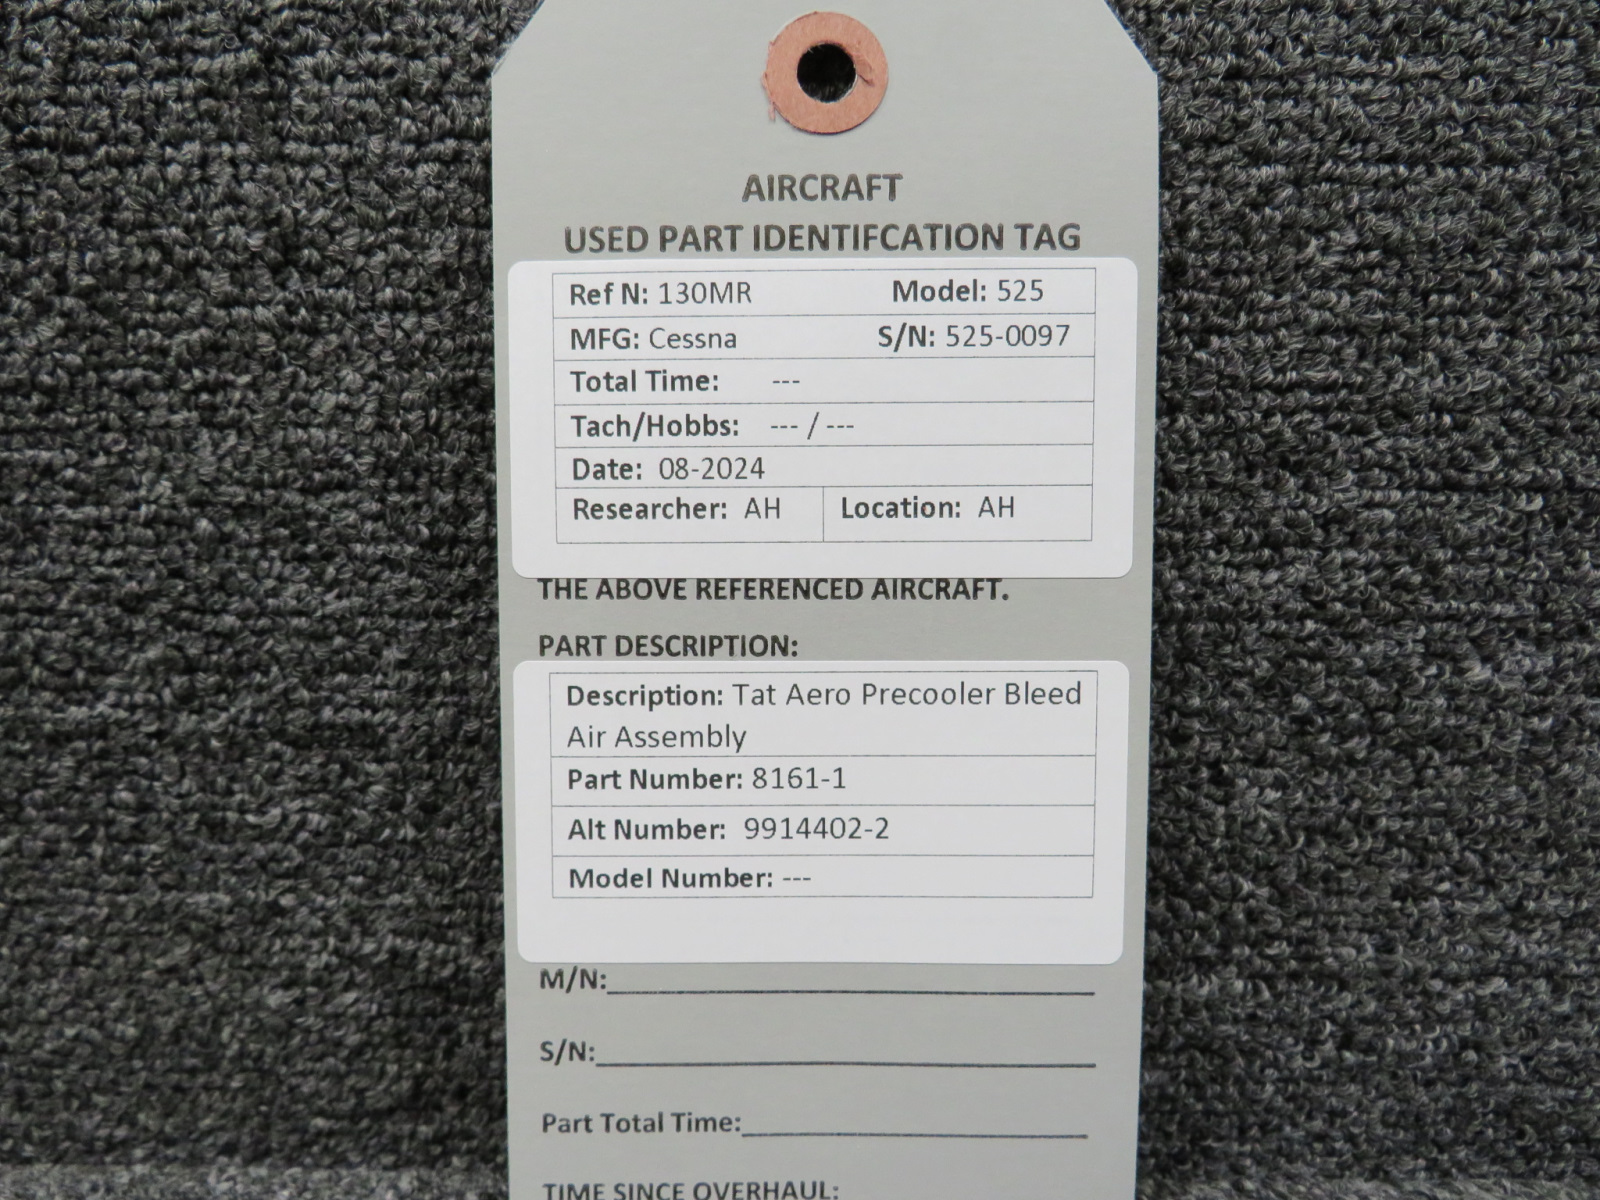 AIRCRAFT
USED PART IDENTIFCATION TAG
Ref N: 130MR Model: 525
MFG: Cessna S/N: 525-0097
Total Time: ---
Tach/Hobbs: --- / ---
Date: 08-2024
Researcher: AH Location: AH
THE ABOVE REFERENCED AIRCRAFT.
PART DESCRIPTION:
Description: Tat Aero Precooler Bleed
Air Assembly
Part Number: 8161-1
Alt Number: 9914402-2
Model Number: ---
M/N:
S/N:
Part Total Time:
TIME SINCE OVERHAUL: